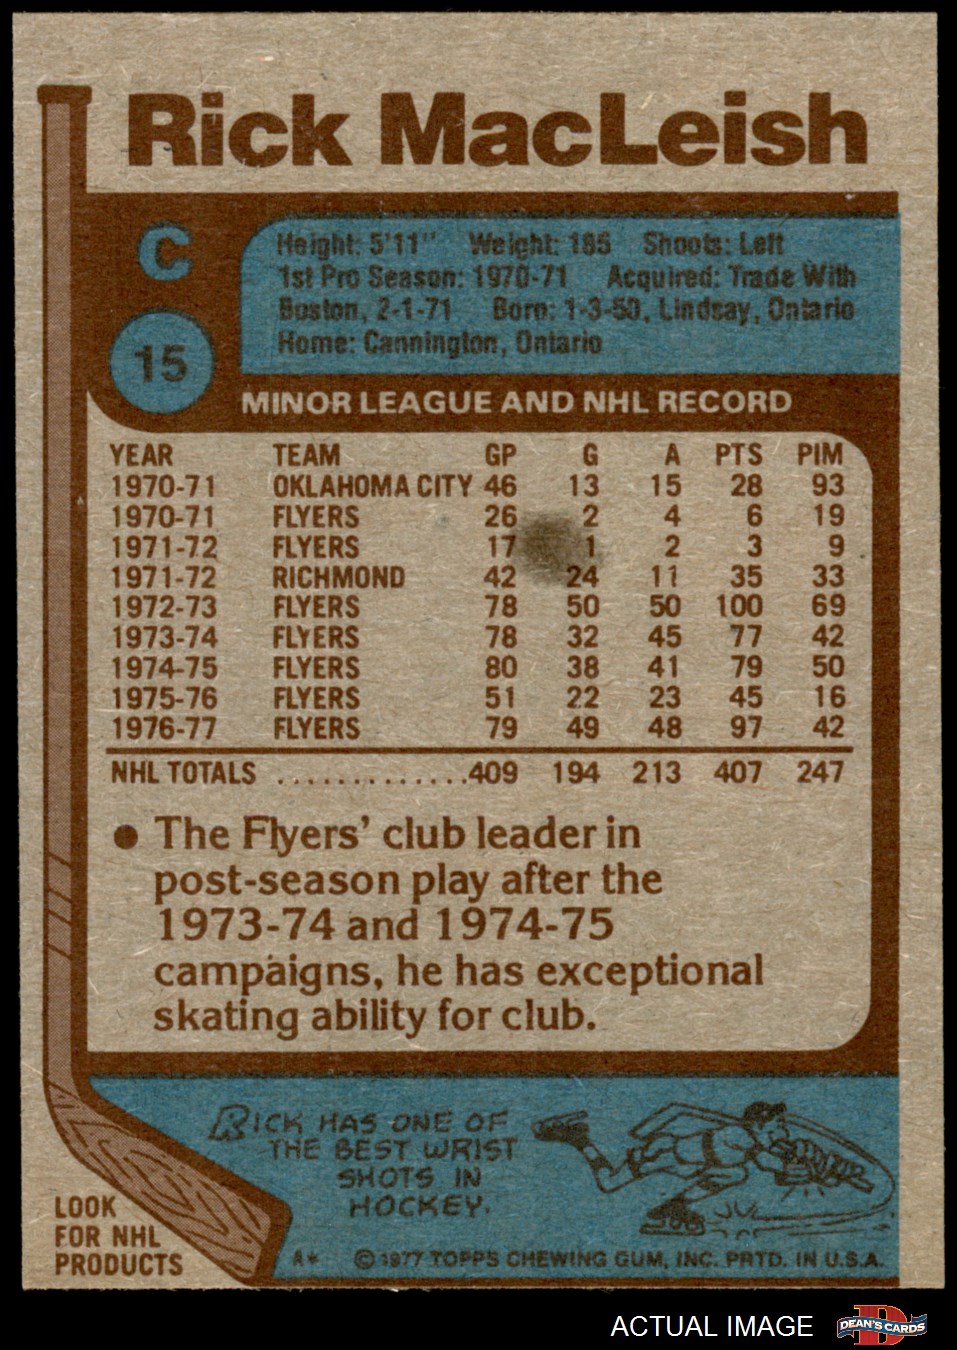 Rick MacLeish
C
15
Height: 5'11" Weight: 185 Shoots: Left
1st Pro Season: 1970-71 Acquired: Trade With
Boston, 2-1-71 Born: 1-3-50, Lindsay, Ontario
Home: Cannington, Ontario
MINOR LEAGUE AND NHL RECORD
YEAR TEAM GP G A PTS PIM
1970-71 OKLAHOMA CITY 46 13 15 28 93
1970-71 FLYERS 26 2 4 6 19
1971-72 FLYERS 17 1 2 3 9
1971-72 RICHMOND 42 24 11 35 33
1972-73 FLYERS 78 50 50 100 69
1973-74 FLYERS 78 32 45 77 42
1974-75 FLYERS 80 38 41 79 50
1975-76 FLYERS 51 22 23 45 16
1976-77 FLYERS 79 49 48 97 42
NHL TOTALS .............409 194 213 407 247
● The Flyers' club leader in
post-season play after the
1973-74 and 1974-75
campaigns, he has exceptional
skating ability for club.
RICK HAS ONE OF
THE BEST WRIST
SHOTS IN
HOCKEY.
LOOK
FOR NHL
PRODUCTS
A* © 1977 TOPPS CHEWING GUM, INC. PRTD. IN U.S.A.
ACTUAL IMAGE
D
DEAN'S CARDS